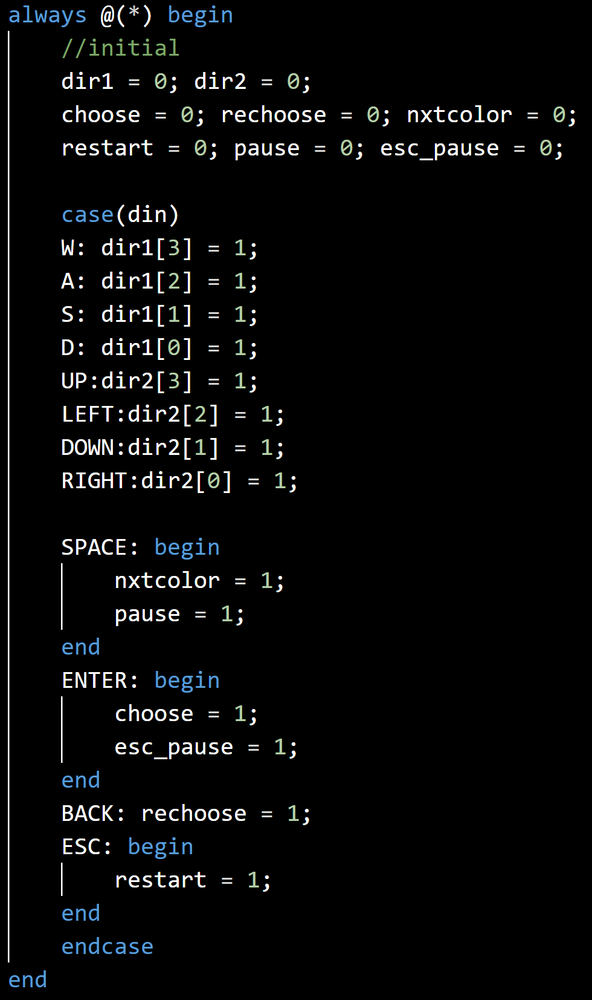 always @(*) begin
//initial
dir1 = 0; dir2 = 0;
choose = 0; rechoose = 0; nxtcolor = 0;
restart = 0; pause = 0; esc_pause = 0;
case(din)
W: dir1[3] = 1;
A: dir1[2] = 1;
S: dir1[1] = 1;
D: dir1[0] = 1;
UP:dir2[3] = 1;
LEFT:dir2[2] = 1;
DOWN:dir2[1] = 1;
RIGHT:dir2[0] = 1;
SPACE: begin
nxtcolor = 1;
pause = 1;
end
ENTER: begin
choose = 1;
esc_pause = 1;
end
BACK: rechoose = 1;
ESC: begin
restart = 1;
end
endcase
end